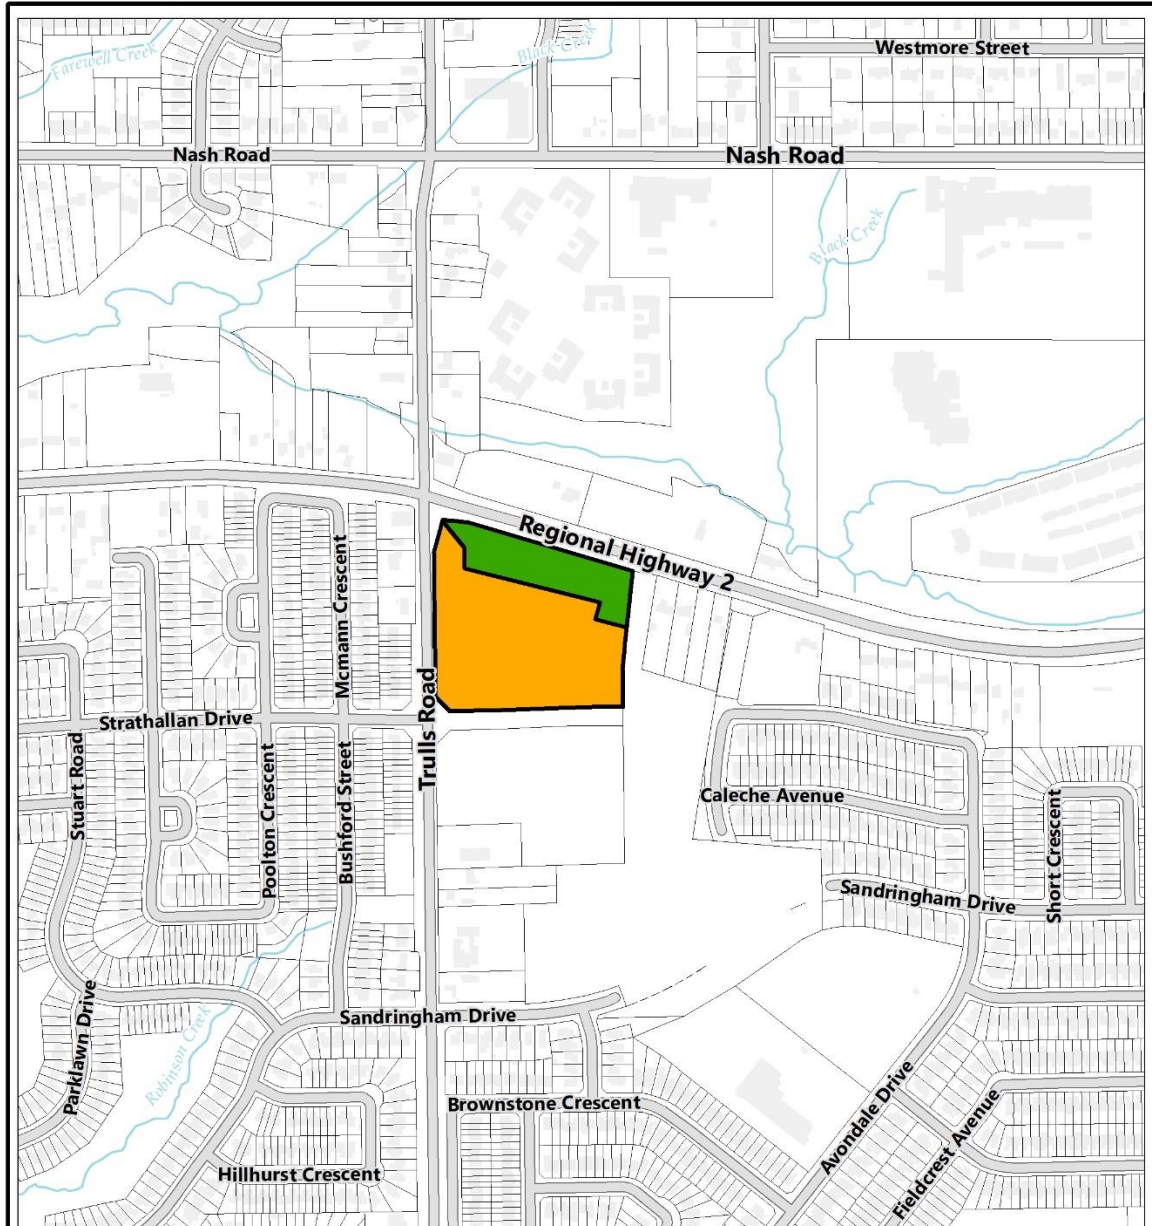 Westmore Street
Farewell Creek
Black Creek
Nash Road
Nash Road
Black Creek
Regional Highway 2
Mcmann Crescent
Trulls Road
Strathallan Drive
Stuart Road
Poolton Crescent
Bushford Street
Caleche Avenue
Short Crescent
Sandringham Drive
Sandringham Drive
Parklawn Drive
Robinson Creek
Brownstone Crescent
Avondale Drive
Fieldcrest Avenue
Hillhurst Crescent